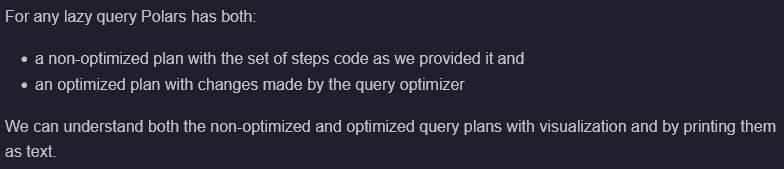 For any lazy query Polars has both:
• a non-optimized plan with the set of steps code as we provided it and
• an optimized plan with changes made by the query optimizer
We can understand both the non-optimized and optimized query plans with visualization and by printing them
as text.